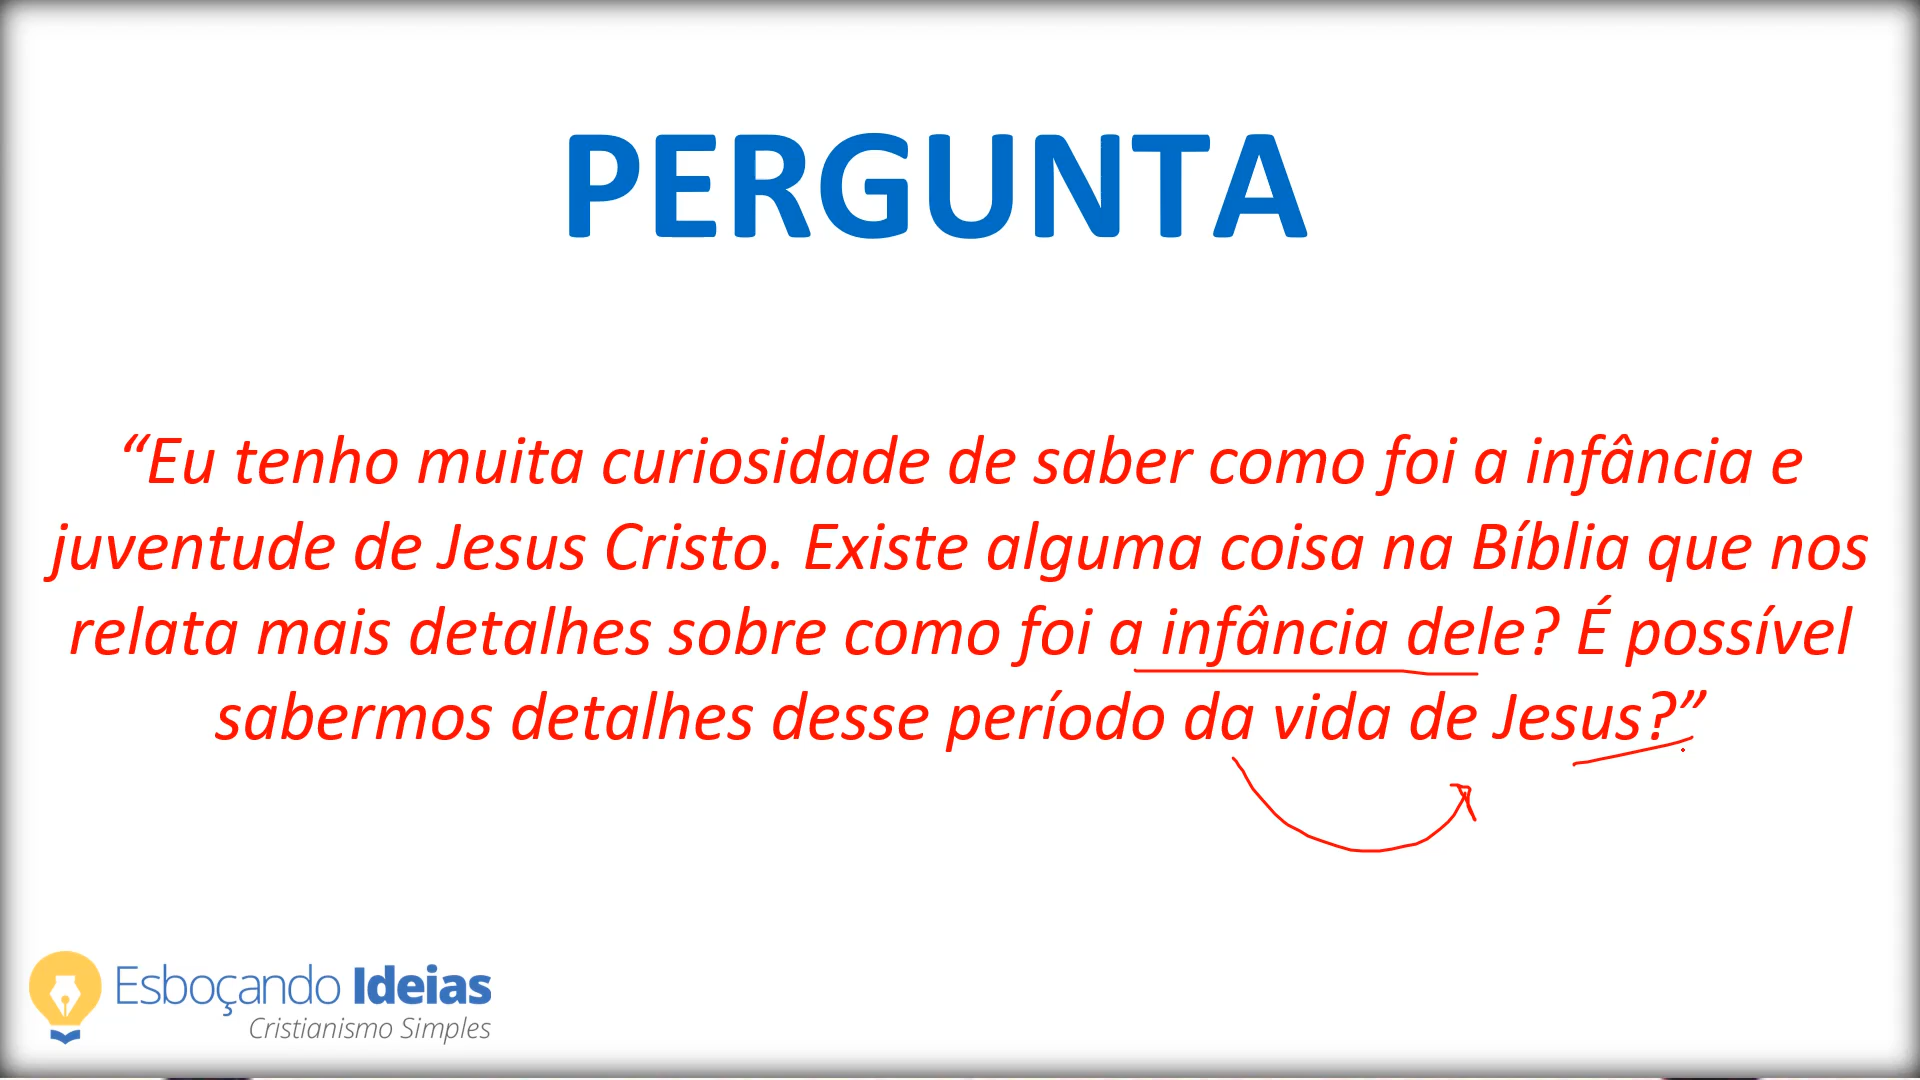 PERGUNTA
“Eu tenho muita curiosidade de saber como foi a infância e
juventude de Jesus Cristo. Existe alguma coisa na Bíblia que nos
relata mais detalhes sobre como foi a infância dele? É possível
sabermos detalhes desse período da vida de Jesus?”
Esboçando Ideias
Cristianismo Simples